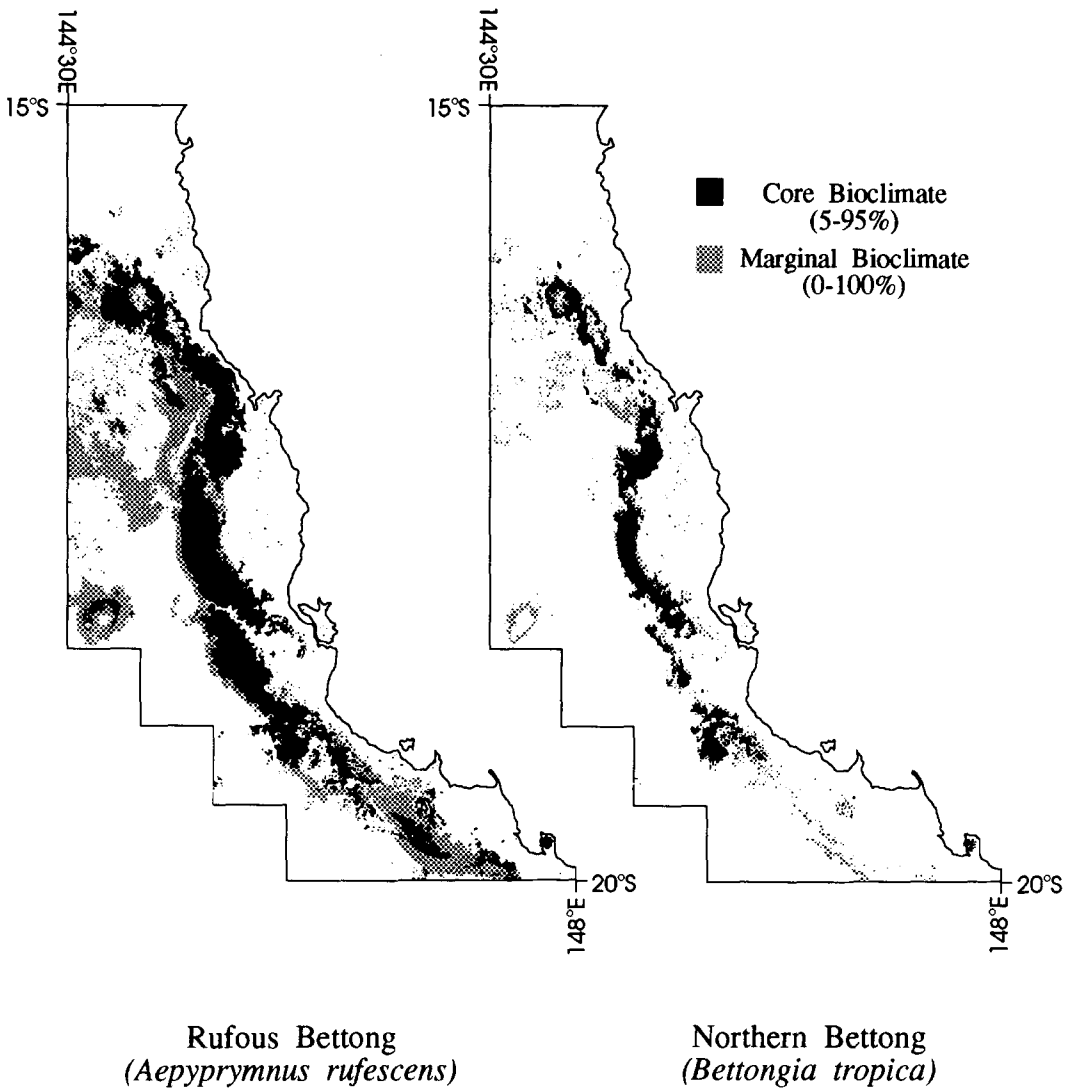 144°30E
15°S
144°30E
15°S
Core Bioclimate
(5-95%)
Marginal Bioclimate
(0-100%)
20°S
148°E
20°S
148°E
Rufous Bettong
(Aepyprymnus rufescens)
Northern Bettong
(Bettongia tropica)